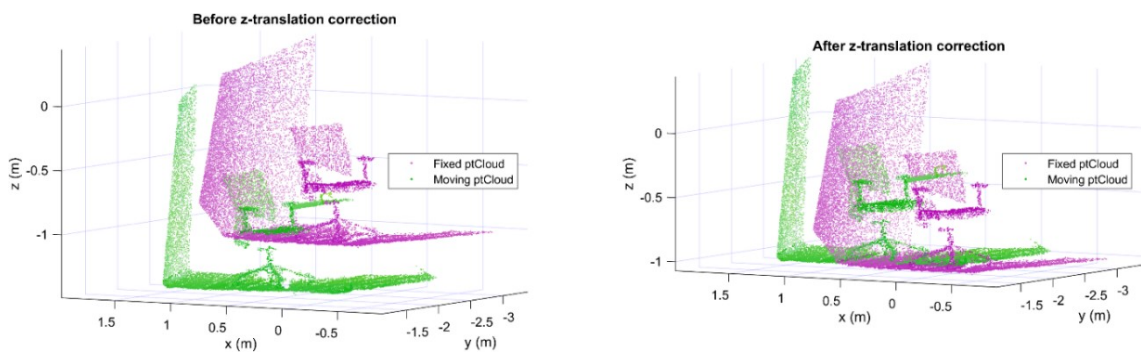 Before z-translation correction
0
-0.5
-1
z (m)
1.5
1
0.5
0
-0.5
x (m)
-1.5
-2
-2.5
-3
y (m)
Fixed ptCloud
Moving ptCloud
After z-translation correction
0
-0.5
-1
z (m)
1.5
1
0.5
0
-0.5
x (m)
-1.5
-2
-2.5
-3
y (m)
Fixed ptCloud
Moving ptCloud